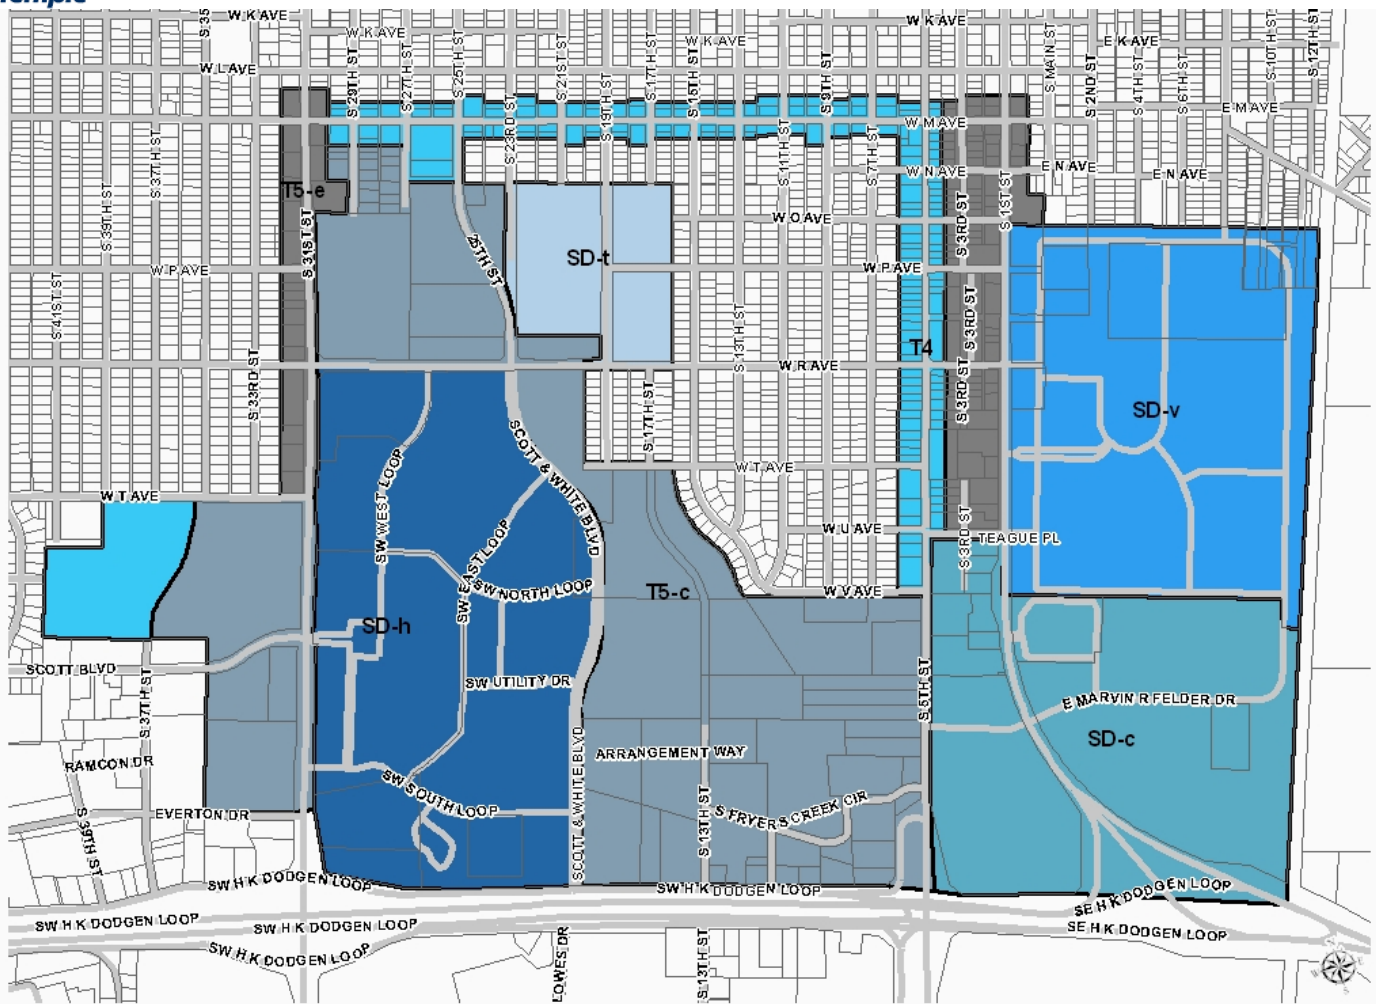 Temple
W K AVE
W K AVE
E K AVE
S 35
W K AVE
W K AVE
W L AVE
S 29TH ST
S 27TH ST
S 25TH ST
S 23RD ST
S 21ST ST
S 19TH ST
S 17TH ST
S 15TH ST
S 9TH ST
S MAIN ST
S 2ND ST
S 4TH ST
S 6TH ST
S 10TH ST
S 12TH ST
E M AVE
W M AVE
S 11TH ST
S 7TH ST
W N AVE
E N AVE
E N AVE
S 39TH ST
S 37TH ST
T5-e
S 31ST ST
S 3RD ST
S 1ST ST
W O AVE
25TH ST
SD-t
W P AVE
W P AVE
S 41ST ST
S 33RD ST
S 13TH ST
S 3RD ST
T4
W R AVE
S 3RD ST
SD-v
S 17TH ST
SCOTT & WHITE BLVD
W T AVE
W T AVE
SW WEST LOOP
SW EAST LOOP
W U AVE
S 3RD ST
TEAGUE PL
SW NORTH LOOP
T5-c
W V AVE
SD-h
SCOTT BLVD
SW UTILITY DR
S 37TH ST
S 5TH ST
E MARVIN R FELDER DR
SD-c
ARRANGEMENT WAY
RAMCON DR
SCOTT & WHITE BLVD
SW SOUTH LOOP
S 13TH ST
S FRYERS CREEK CIR
EVERTON DR
S 39TH ST
SW H K DODGEN LOOP
SW H K DODGEN LOOP
SE H K DODGEN LOOP
SW H K DODGEN LOOP
SW H K DODGEN LOOP
SE H K DODGEN LOOP
SW H K DODGEN LOOP
LOWES DR
S 13TH ST